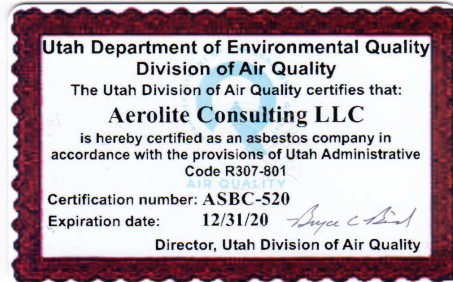 Utah Department of Environmental Quality
Division of Air Quality
The Utah Division of Air Quality certifies that:
Aerolite Consulting LLC
is hereby certified as an asbestos company in
accordance with the provisions of Utah Administrative
Code R307-801
AIR QUALITY
Certification number: ASBC-520
Expiration date: 12/31/20 Bryce C Bird
Director, Utah Division of Air Quality